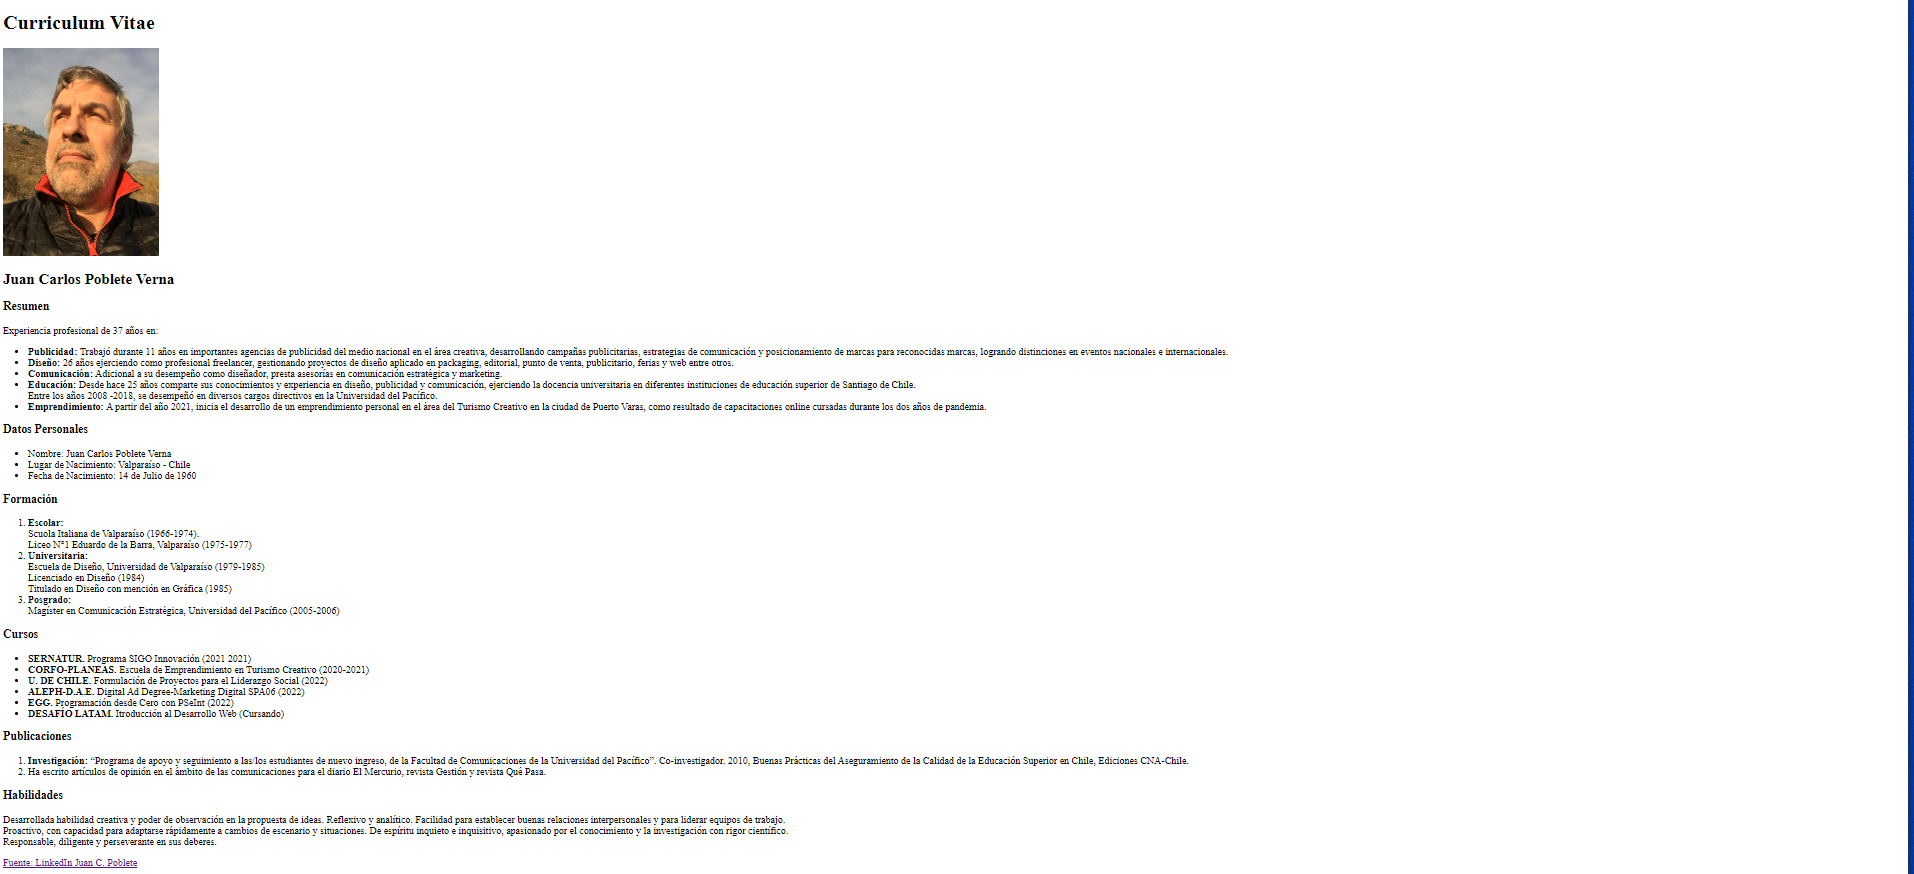 Curriculum Vitae
Juan Carlos Poblete Verna
Resumen
Experiencia profesional de 37 años en:
• Publicidad: Trabajó durante 11 años en importantes agencias de publicidad del medio nacional en el área creativa, desarrollando campañas publicitarias, estrategias de comunicación y posicionamiento de marcas para reconocidas marcas, logrando distinciones en eventos nacionales e internacionales.
• Diseño: 26 años ejerciendo como profesional freelancer, gestionando proyectos de diseño aplicado en packaging, editorial, punto de venta, publicitario, ferias y web entre otros.
• Comunicación: Adicional a su desempeño como diseñador, presta asesorías en comunicación estratégica y marketing.
• Educación: Desde hace 25 años comparte sus conocimientos y experiencia en diseño, publicidad y comunicación, ejerciendo la docencia universitaria en diferentes instituciones de educación superior de Santiago de Chile.
Entre los años 2008 -2018, se desempeñó en diversos cargos directivos en la Universidad del Pacífico.
• Emprendimiento: A partir del año 2021, inicia el desarrollo de un emprendimiento personal en el área del Turismo Creativo en la ciudad de Puerto Varas, como resultado de capacitaciones online cursadas durante los dos años de pandemia.
Datos Personales
• Nombre: Juan Carlos Poblete Verna
• Lugar de Nacimiento: Valparaíso - Chile
• Fecha de Nacimiento: 14 de Julio de 1960
Formación
1. Escolar:
Scuola Italiana de Valparaíso (1966-1974).
Liceo N°1 Eduardo de la Barra, Valparaíso (1975-1977)
2. Universitaria:
Escuela de Diseño, Universidad de Valparaíso (1979-1985)
Licenciado en Diseño (1984)
Titulado en Diseño con mención en Gráfica (1985)
3. Posgrado:
Magíster en Comunicación Estratégica, Universidad del Pacífico (2005-2006)
Cursos
• SERNATUR. Programa SIGO Innovación (2021 2021)
• CORFO-PLANEAS. Escuela de Emprendimiento en Turismo Creativo (2020-2021)
• U. DE CHILE. Formulación de Proyectos para el Liderazgo Social (2022)
• ALEPH-D.A.E. Digital Ad Degree-Marketing Digital SPA06 (2022)
• EGG. Programación desde Cero con PSeInt (2022)
• DESAFÍO LATAM. Itroducción al Desarrollo Web (Cursando)
Publicaciones
1. Investigación: “Programa de apoyo y seguimiento a las/los estudiantes de nuevo ingreso, de la Facultad de Comunicaciones de la Universidad del Pacífico”. Co-investigador. 2010, Buenas Prácticas del Aseguramiento de la Calidad de la Educación Superior en Chile, Ediciones CNA-Chile.
2. Ha escrito artículos de opinión en el ámbito de las comunicaciones para el diario El Mercurio, revista Gestión y revista Qué Pasa.
Habilidades
Desarrollada habilidad creativa y poder de observación en la propuesta de ideas. Reflexivo y analítico. Facilidad para establecer buenas relaciones interpersonales y para liderar equipos de trabajo.
Proactivo, con capacidad para adaptarse rápidamente a cambios de escenario y situaciones. De espíritu inquieto e inquisitivo, apasionado por el conocimiento y la investigación con rigor científico.
Responsable, diligente y perseverante en sus deberes.
Fuente: LinkedIn Juan C. Poblete